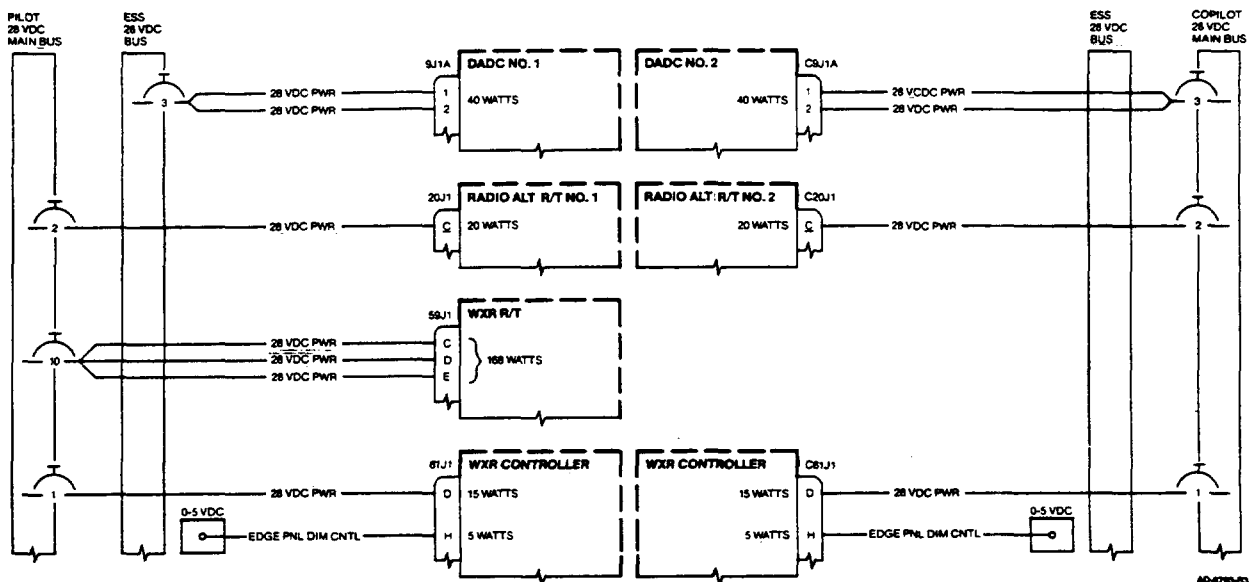 PILOT
28 VDC
MAIN BUS
ESS
28 VDC
BUS
ESS
28 VDC
BUS
COPILOT
28 VDC
MAIN BUS
9J1A
DADC NO. 1
DADC NO. 2
C9J1A
3
28 VDC PWR
1
40 WATTS
40 WATTS
1
28 VCDC PWR
3
28 VDC PWR
2
2
28 VDC PWR
20J1
RADIO ALT R/T NO. 1
RADIO ALT R/T NO. 2
C20J1
2
28 VDC PWR
C
20 WATTS
20 WATTS
C
28 VDC PWR
2
59J1
WXR R/T
28 VDC PWR
C
10
28 VDC PWR
D
168 WATTS
28 VDC PWR
E
61J1
WXR CONTROLLER
WXR CONTROLLER
C61J1
1
28 VDC PWR
D
15 WATTS
15 WATTS
D
28 VDC PWR
1
0-5 VDC
0-5 VDC
EDGE PNL DIM CNTL
H
5 WATTS
5 WATTS
H
EDGE PNL DIM CNTL